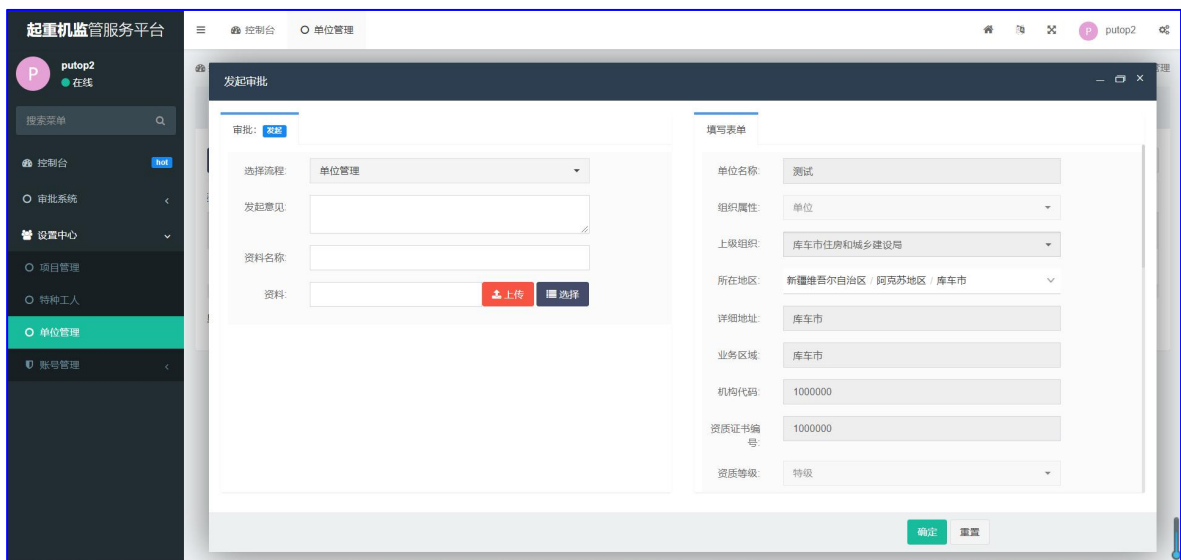 起重机监管服务平台
控制台
单位管理
P
putop2
P
putop2
在线
搜索菜单
控制台
hot
审批系统
设置中心
项目管理
特种工人
单位管理
账号管理
发起审批
审批:
发起
选择流程:
单位管理
发起意见:
资料名称:
资料:
上传
选择
填写表单
单位名称:
测试
组织属性:
单位
上级组织:
库车市住房和城乡建设局
所在地区:
新疆维吾尔自治区 / 阿克苏地区 / 库车市
详细地址:
库车市
业务区域:
库车市
机构代码:
1000000
资质证书编
号:
1000000
资质等级:
特级
确定
重置